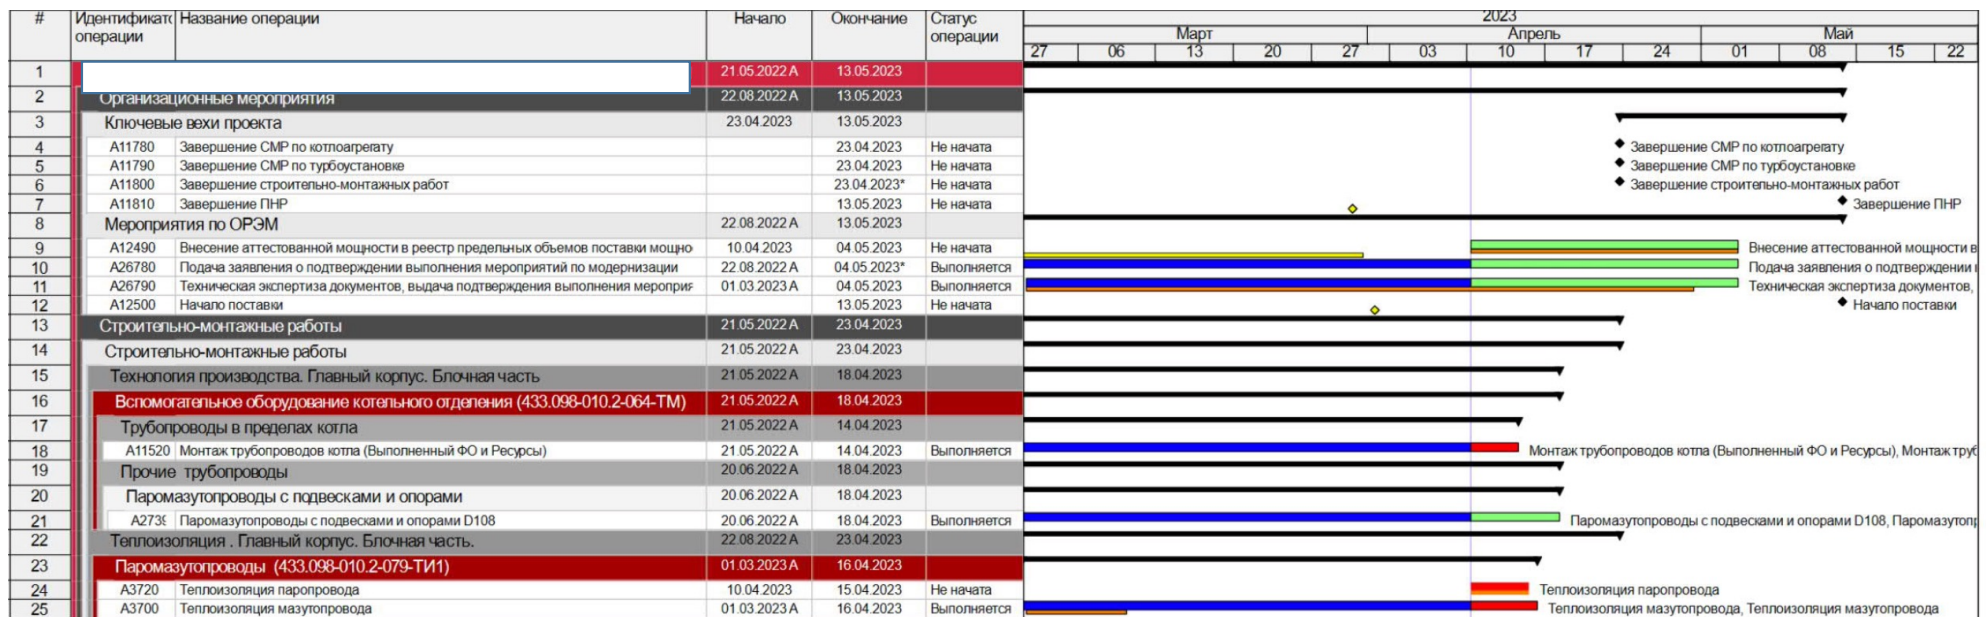 # Идентификатс Название операции Начало Окончание Статус 2023
операции операции Март Апрель Май
27 06 13 20 27 03 10 17 24 01 08 15 22
1 21.05.2022 A 13.05.2023
2 Организационные мероприятия 22.08.2022 A 13.05.2023
3 Ключевые вехи проекта 23.04.2023 13.05.2023
4 A11780 Завершение СМР по котлоагрегату 23.04.2023 Не начата Завершение СМР по котлоагрегату
5 A11790 Завершение СМР по турбоустановке 23.04.2023 Не начата Завершение СМР по турбоустановке
6 A11800 Завершение строительно-монтажных работ 23.04.2023* Не начата Завершение строительно-монтажных работ
7 A11810 Завершение ПНР 13.05.2023 Не начата Завершение ПНР
8 Мероприятия по ОРЭМ 22.08.2022 A 13.05.2023
9 A12490 Внесение аттестованной мощности в реестр предельных объемов поставки мощно 10.04.2023 04.05.2023 Не начата Внесение аттестованной мощности в
10 A26780 Подача заявления о подтверждении выполнения мероприятий по модернизации 22.08.2022 A 04.05.2023* Выполняется Подача заявления о подтверждении
11 A26790 Техническая экспертиза документов, выдача подтверждения выполнения мероприя 01.03.2023 A 04.05.2023 Выполняется Техническая экспертиза документов,
12 A12500 Начало поставки 13.05.2023 Не начата Начало поставки
13 Строительно-монтажные работы 21.05.2022 A 23.04.2023
14 Строительно-монтажные работы 21.05.2022 A 23.04.2023
15 Технология производства. Главный корпус. Блочная часть 21.05.2022 A 18.04.2023
16 Вспомогательное оборудование котельного отделения (433.098-010.2-064-ТМ) 21.05.2022 A 18.04.2023
17 Трубопроводы в пределах котла 21.05.2022 A 14.04.2023
18 A11520 Монтаж трубопроводов котла (Выполненный ФО и Ресурсы) 21.05.2022 A 14.04.2023 Выполняется Монтаж трубопроводов котла (Выполненный ФО и Ресурсы), Монтаж труб
19 Прочие трубопроводы 20.06.2022 A 18.04.2023
20 Паромазутопроводы с подвесками и опорами 20.06.2022 A 18.04.2023
21 A273 Паромазутопроводы с подвесками и опорами D108 20.06.2022 A 18.04.2023 Выполняется Паромазутопроводы с подвесками и опорами D108, Паромазутопр
22 Теплоизоляция . Главный корпус. Блочная часть. 22.08.2022 A 23.04.2023
23 Паромазутопроводы (433.098-010.2-079-ТИ1) 01.03.2023 A 16.04.2023
24 A3720 Теплоизоляция паропровода 10.04.2023 15.04.2023 Не начата Теплоизоляция паропровода
25 A3700 Теплоизоляция мазутопровода 01.03.2023 A 16.04.2023 Выполняется Теплоизоляция мазутопровода, Теплоизоляция мазутопровода